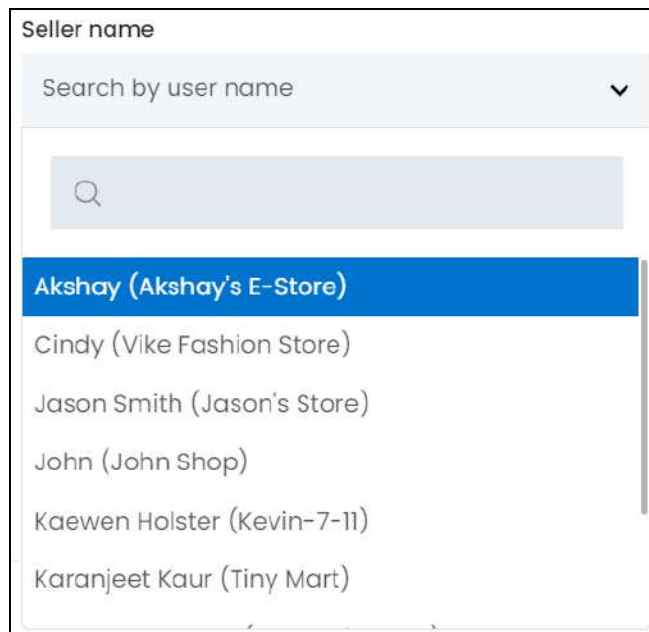 Seller name
Search by user name
Akshay (Akshay's E-Store)
Cindy (Vike Fashion Store)
Jason Smith (Jason's Store)
John (John Shop)
Kaewen Holster (Kevin-7-11)
Karanjeet Kaur (Tiny Mart)